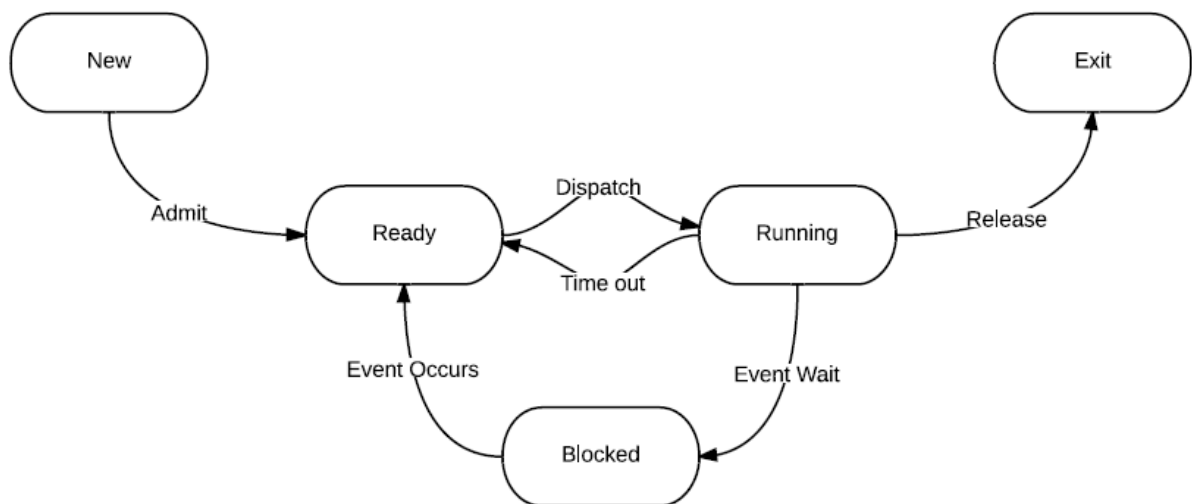 New
Exit
Dispatch
Admit
Release
Ready
Running
Time out
Event Occurs
Event Wait
Blocked